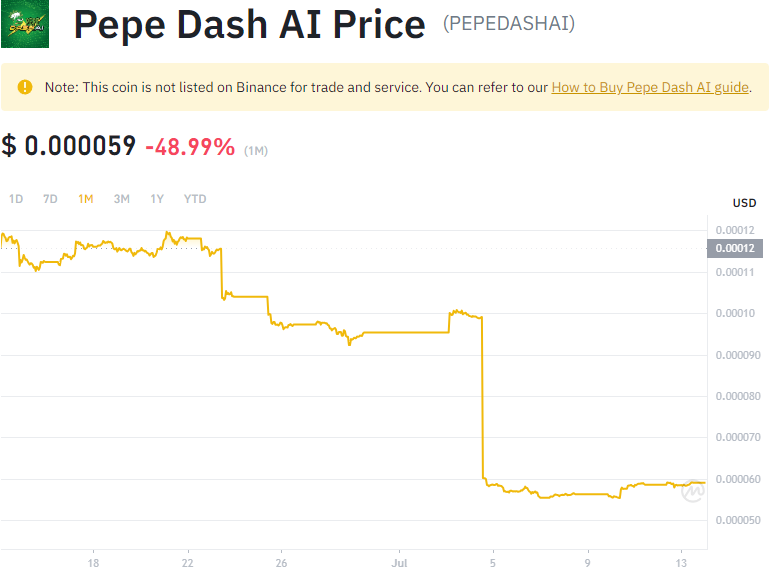 Pepe Dash AI Price (PEPEDASHAI)
Note: This coin is not listed on Binance for trade and service. You can refer to our How to Buy Pepe Dash AI guide.
$ 0.000059 -48.99% (1M)
1D 7D 1M 3M 1Y YTD
USD
0.00012
0.00012
0.00011
0.00010
0.000090
0.000080
0.000070
0.000060
0.000050
18 22 26 Jul 5 9 13